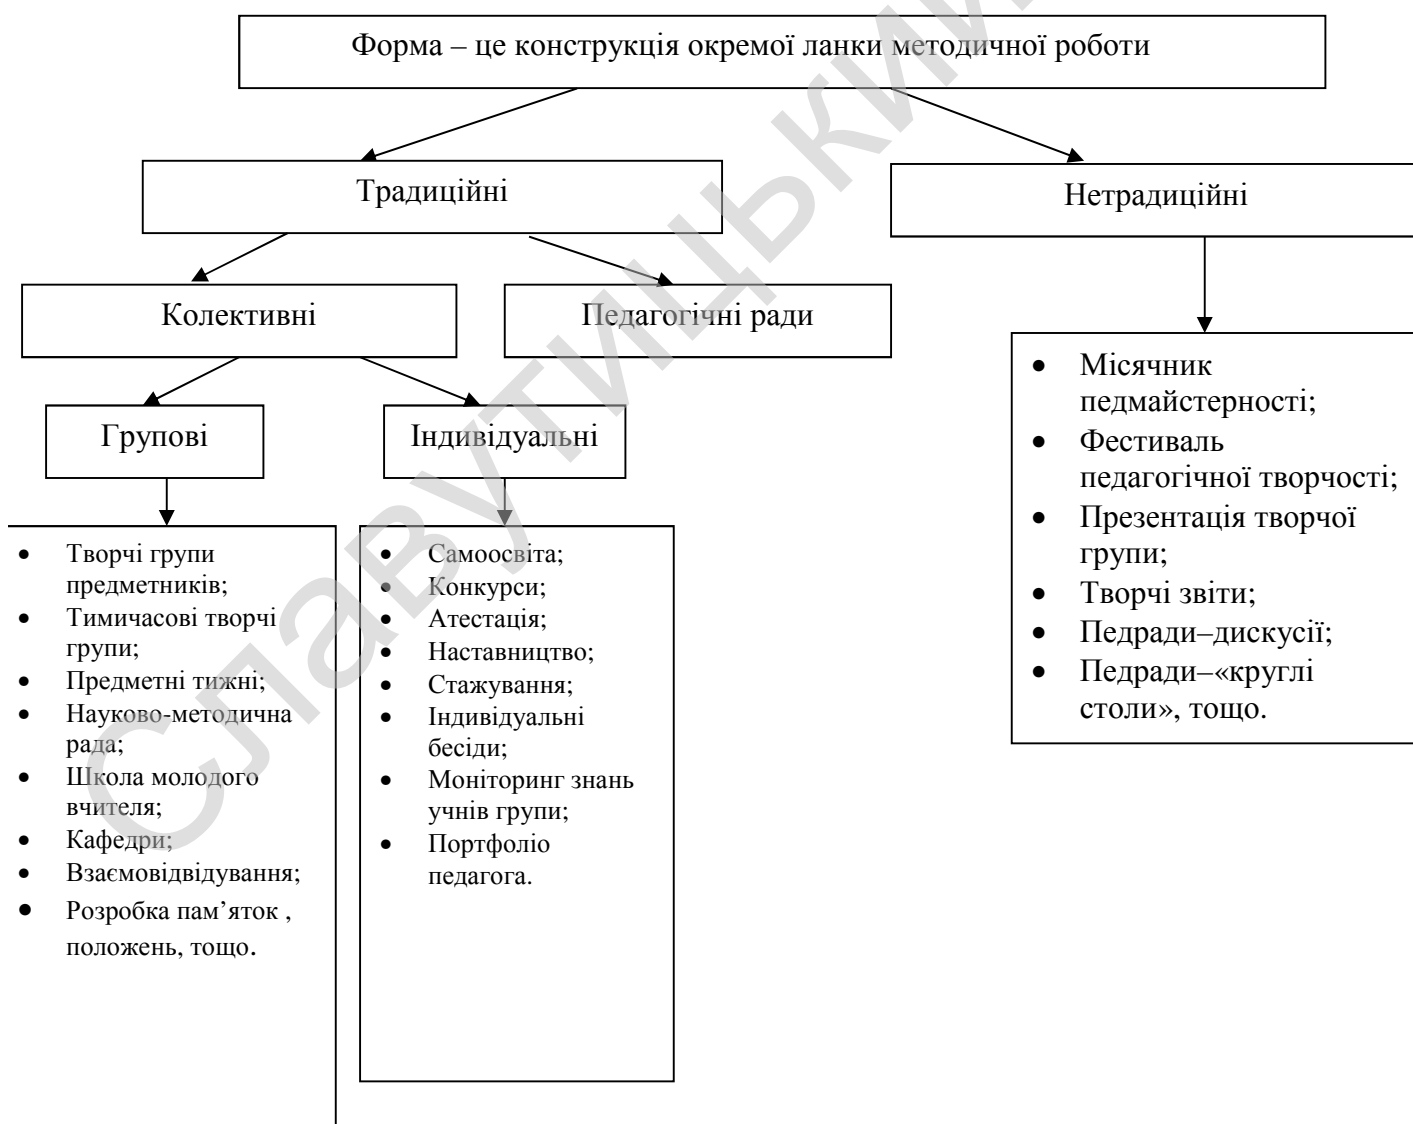 Форма – це конструкція окремої ланки методичної роботи
Традиційні
Нетрадиційні
Колективні
Педагогічні ради
Групові
Індивідуальні
• Творчі групи
предметників;
• Тимичасові творчі
групи;
• Предметні тижні;
• Науково-методична
рада;
• Школа молодого
вчителя;
• Кафедри;
• Взаємовідвідування;
• Розробка пам’яток ,
положень, тощо.
• Самоосвіта;
• Конкурси;
• Атестація;
• Наставництво;
• Стажування;
• Індивідуальні
бесіди;
• Моніторинг знань
учнів групи;
• Портфоліо
педагога.
• Місячник
педмайстерності;
• Фестиваль
педагогічної творчості;
• Презентація творчої
групи;
• Творчі звіти;
• Педради–дискусії;
• Педради–«круглі
столи», тощо.
Славутицький